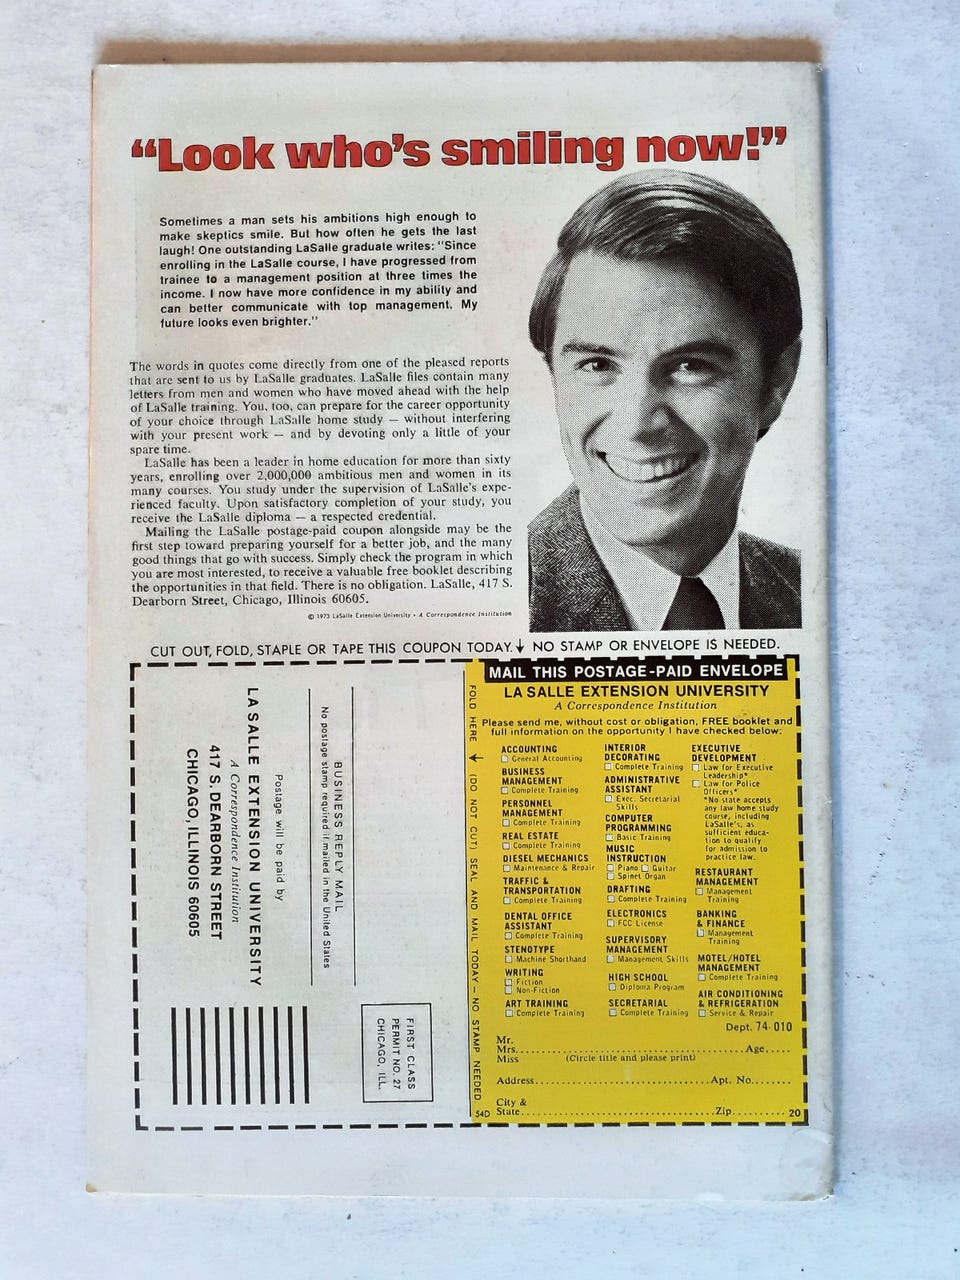 “Look who’s smiling now!”
Sometimes a man sets his ambitions high enough to
make skeptics smile. But how often he gets the last
laugh! One outstanding LaSalle graduate writes: “Since
enrolling in the LaSalle course, I have progressed from
trainee to a management position at three times the
income. I now have more confidence in my ability and
can better communicate with top management. My
future looks even brighter.”
The words in quotes come directly from one of the pleased reports
that are sent to us by LaSalle graduates. LaSalle files contain many
letters from men and women who have moved ahead with the help
of LaSalle training. You, too, can prepare for the career opportunity
of your choice through LaSalle home study — without interfering
with your present work — and by devoting only a little of your
spare time.
LaSalle has been a leader in home education for more than sixty
years, enrolling over 2,000,000 ambitious men and women in its
many courses. You study under the supervision of LaSalle's expe-
rienced faculty. Upon satisfactory completion of your study, you
receive the LaSalle diploma — a respected credential.
Mailing the LaSalle postage-paid coupon alongside may be the
first step toward preparing yourself for a better job, and the many
good things that go with success. Simply check the program in which
you are most interested, to receive a valuable free booklet describing
the opportunities in that field. There is no obligation. LaSalle, 417 S.
Dearborn Street, Chicago, Illinois 60605.
© 1973 LaSalle Extension University • A Correspondence Institution
CUT OUT, FOLD, STAPLE OR TAPE THIS COUPON TODAY. ↓ NO STAMP OR ENVELOPE IS NEEDED.
BUSINESS REPLY MAIL
No postage stamp required if mailed in the United States
Postage will be paid by
LA SALLE EXTENSION UNIVERSITY
A Correspondence Institution
417 S. DEARBORN STREET
CHICAGO, ILLINOIS 60605
FIRST CLASS
PERMIT NO. 27
CHICAGO, ILL.
FOLD HERE ↓ (DO NOT CUT) SEAL AND MAIL TODAY — NO STAMP NEEDED.
54D
MAIL THIS POSTAGE-PAID ENVELOPE
LA SALLE EXTENSION UNIVERSITY
A Correspondence Institution
Please send me, without cost or obligation, FREE booklet and
full information on the opportunity I have checked below:
ACCOUNTING
☐ General Accounting
BUSINESS
MANAGEMENT
☐ Complete Training
PERSONNEL
MANAGEMENT
☐ Complete Training
REAL ESTATE
☐ Complete Training
DIESEL MECHANICS
☐ Maintenance & Repair
TRAFFIC &
TRANSPORTATION
☐ Complete Training
DENTAL OFFICE
ASSISTANT
☐ Complete Training
STENOTYPE
☐ Machine Shorthand
WRITING
☐ Fiction
☐ Non-Fiction
ART TRAINING
☐ Complete Training
INTERIOR
DECORATING
☐ Complete Training
ADMINISTRATIVE
ASSISTANT
☐ Exec. Secretarial
Skills
COMPUTER
PROGRAMMING
☐ Basic Training
MUSIC
INSTRUCTION
☐ Piano ☐ Guitar
☐ Spinet Organ
DRAFTING
☐ Complete Training
ELECTRONICS
☐ FCC License
SUPERVISORY
MANAGEMENT
☐ Management Skills
HIGH SCHOOL
☐ Diploma Program
SECRETARIAL
☐ Complete Training
EXECUTIVE
DEVELOPMENT
☐ Law for Executive
Leadership*
☐ Law for Police
Officers*
*No state accepts
any law home study
course, including
LaSalle's, as
sufficient educa-
tion to qualify
for admission to
practice law.
RESTAURANT
MANAGEMENT
☐ Management
Training
BANKING
& FINANCE
☐ Management
Training
MOTEL/HOTEL
MANAGEMENT
☐ Complete Training
AIR CONDITIONING
& REFRIGERATION
☐ Service & Repair
Dept. 74-010
Mr.
Mrs. Age
Miss (Circle title and please print)
Address Apt. No.
City &
State Zip 20